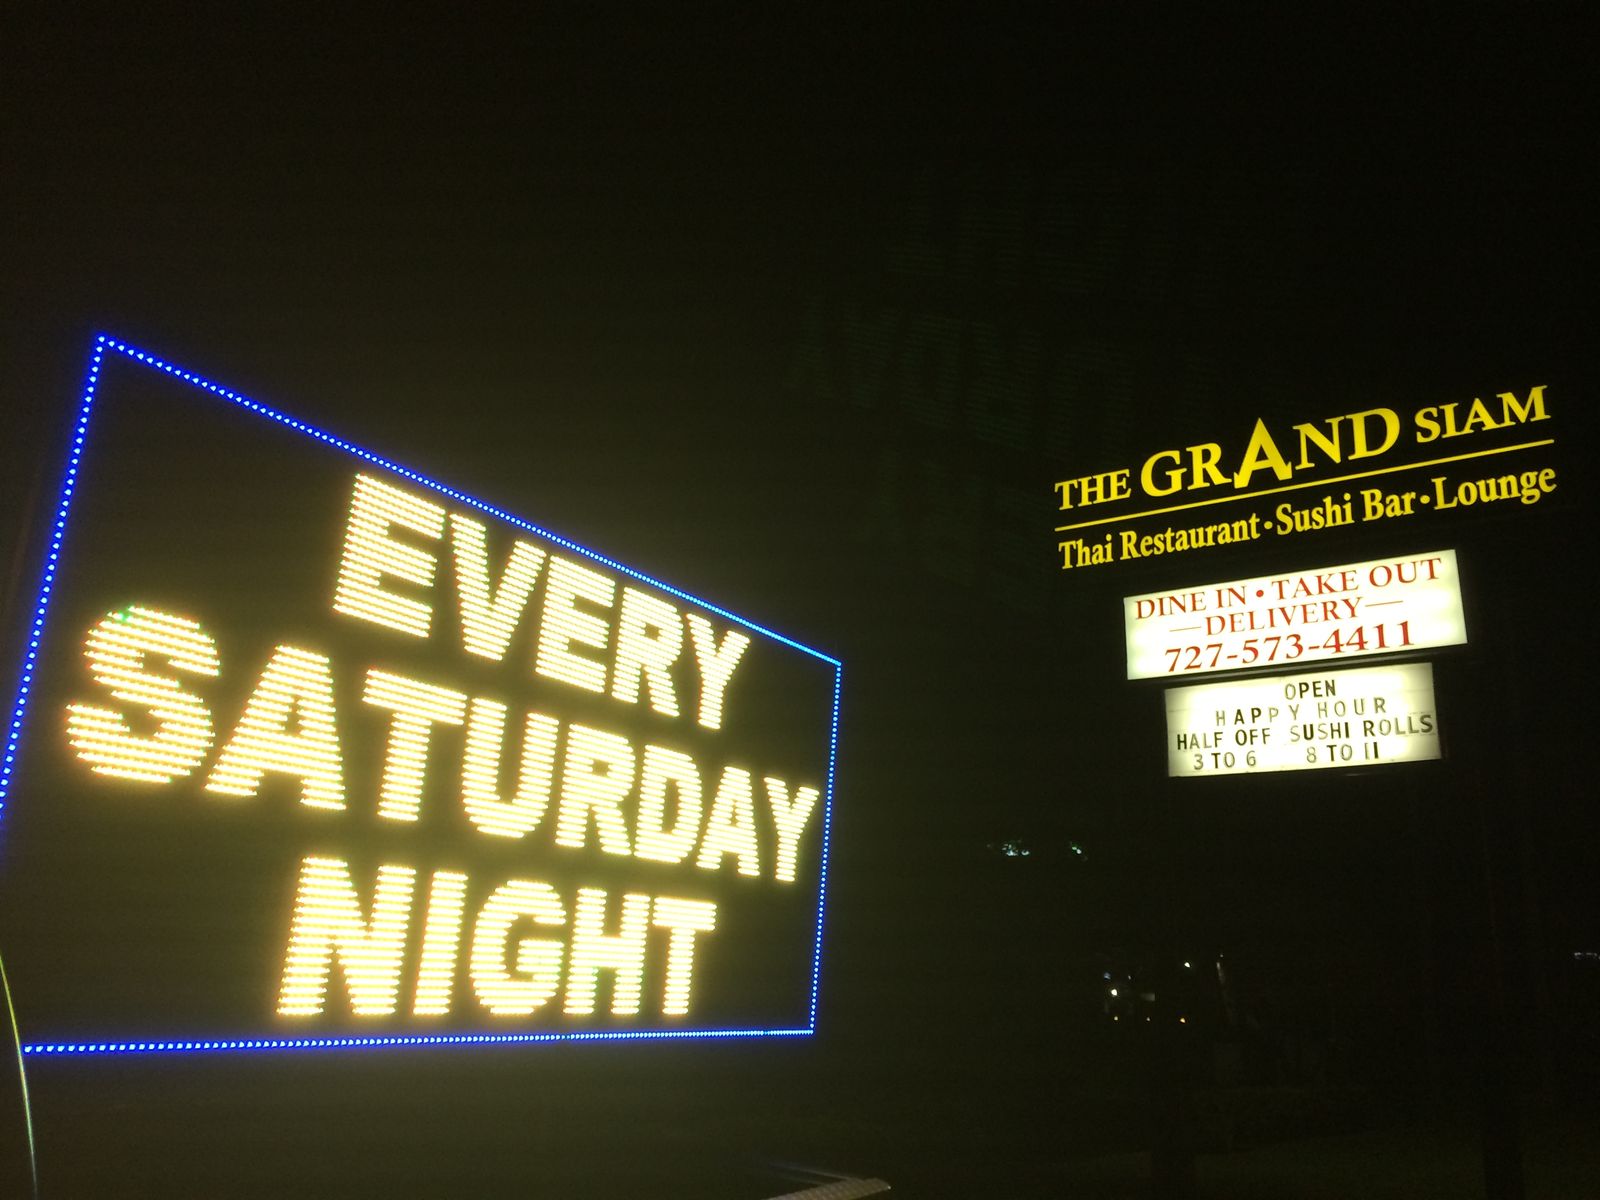 EVERY
SATURDAY
NIGHT
THE GRAND SIAM
Thai Restaurant • Sushi Bar • Lounge
DINE IN • TAKE OUT
— DELIVERY —
727-573-4411
OPEN
HAPPY HOUR
HALF OFF SUSHI ROLLS
3 TO 6 8 TO 11